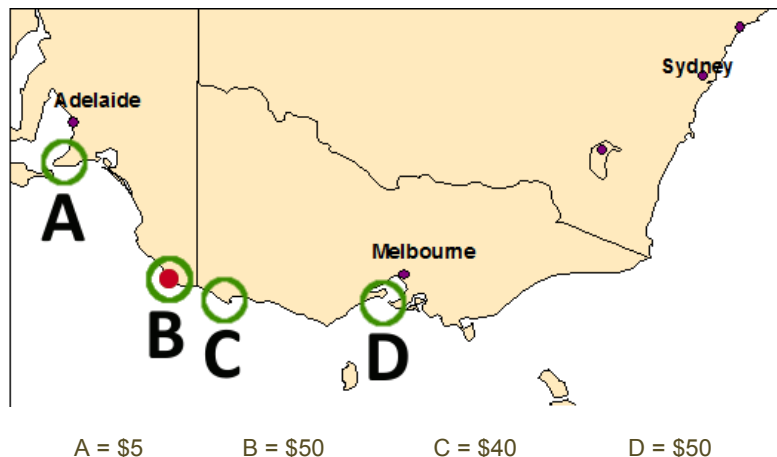 Sydney
Adelaide
A
Melbourne
B
C
D
A = $5 B = $50 C = $40 D = $50